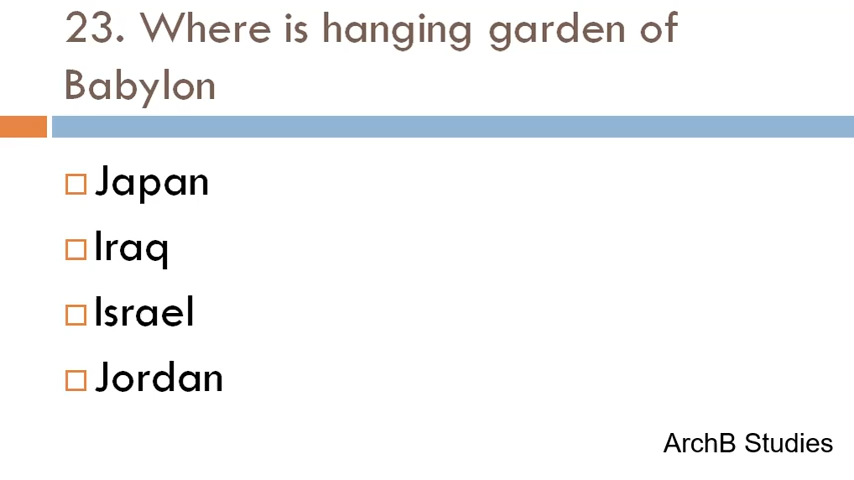 23. Where is hanging garden of
Babylon
Japan
Iraq
Israel
Jordan
ArchB Studies